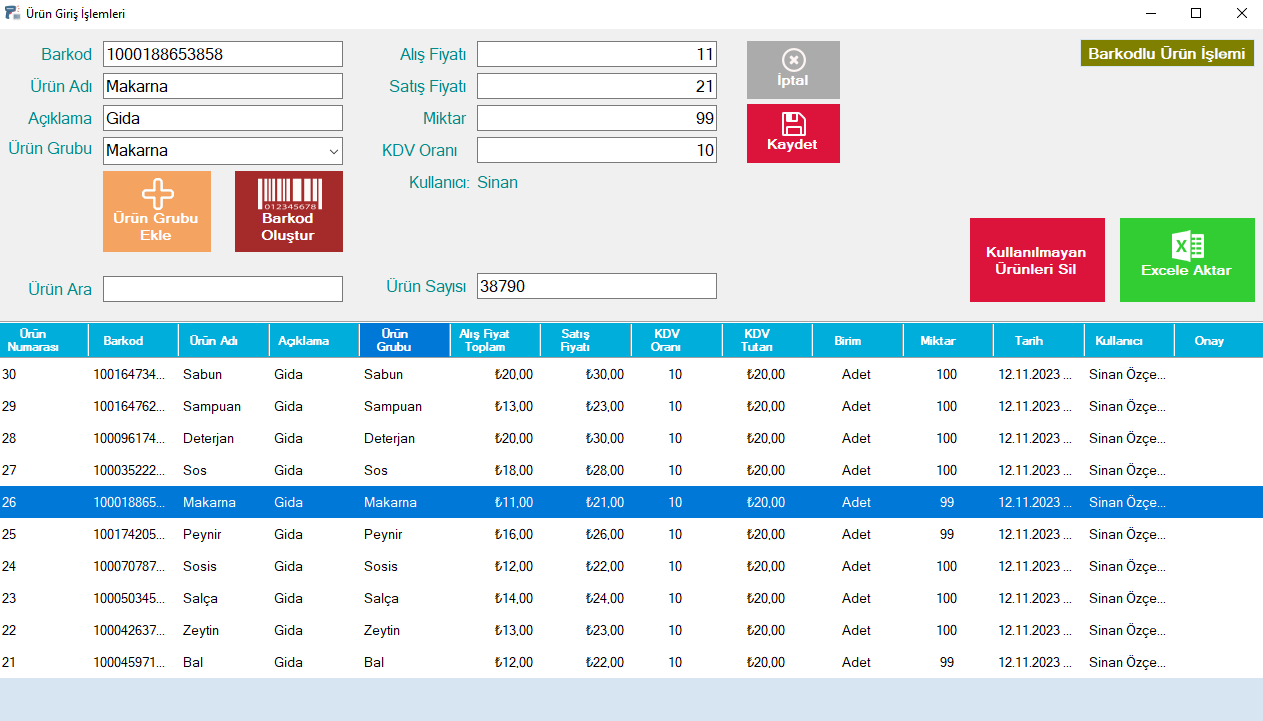 Ürün Giriş İşlemleri
Barkod 1000188653858 Alış Fiyatı 11 İptal Barkodlu Ürün İşlemi
Ürün Adı Makarna Satış Fiyatı 21
Açıklama Gida Miktar 99 Kaydet
Ürün Grubu Makarna KDV Oranı 10
Kullanıcı: Sinan
012345678
Ürün Grubu
Ekle
Barkod
Oluştur
Kullanılmayan
Ürünleri Sil
Excele Aktar
Ürün Ara Ürün Sayısı 38790
Ürün Numarası Barkod Ürün Adı Açıklama Ürün Grubu Alış Fiyat Toplam Satış Fiyatı KDV Oranı KDV Tutarı Birim Miktar Tarih Kullanıcı Onay
30 100164734... Sabun Gida Sabun ₺20,00 ₺30,00 10 ₺20,00 Adet 100 12.11.2023 ... Sinan Özçe...
29 100164762... Sampuan Gida Sampuan ₺13,00 ₺23,00 10 ₺20,00 Adet 100 12.11.2023 ... Sinan Özçe...
28 100096174... Deterjan Gida Deterjan ₺20,00 ₺30,00 10 ₺20,00 Adet 100 12.11.2023 ... Sinan Özçe...
27 100035222... Sos Gida Sos ₺18,00 ₺28,00 10 ₺20,00 Adet 100 12.11.2023 ... Sinan Özçe...
26 100018865... Makarna Gida Makarna ₺11,00 ₺21,00 10 ₺20,00 Adet 99 12.11.2023 ... Sinan Özçe...
25 100174205... Peynir Gida Peynir ₺16,00 ₺26,00 10 ₺20,00 Adet 99 12.11.2023 ... Sinan Özçe...
24 100070787... Sosis Gida Sosis ₺12,00 ₺22,00 10 ₺20,00 Adet 100 12.11.2023 ... Sinan Özçe...
23 100050345... Salça Gida Salça ₺14,00 ₺24,00 10 ₺20,00 Adet 100 12.11.2023 ... Sinan Özçe...
22 100042637... Zeytin Gida Zeytin ₺13,00 ₺23,00 10 ₺20,00 Adet 100 12.11.2023 ... Sinan Özçe...
21 100045971... Bal Gida Bal ₺12,00 ₺22,00 10 ₺20,00 Adet 99 12.11.2023 ... Sinan Özçe...